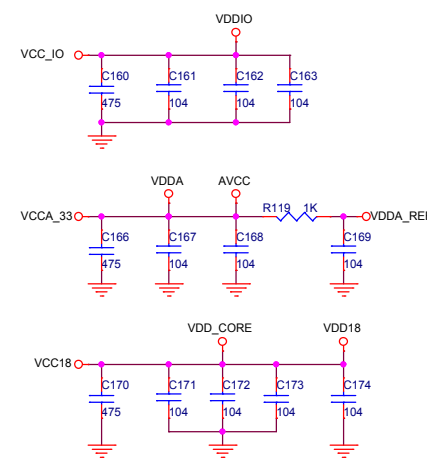 VDDIO
VCC_IO
C160 C161 C162 C163
475 104 104 104
VDDA AVCC
R119 1K
VCCA_33 VDDA_REI
C166 C167 C168 C169
475 104 104 104
VDD_CORE VDD18
VCC18
C170 C171 C172 C173 C174
475 104 104 104 104